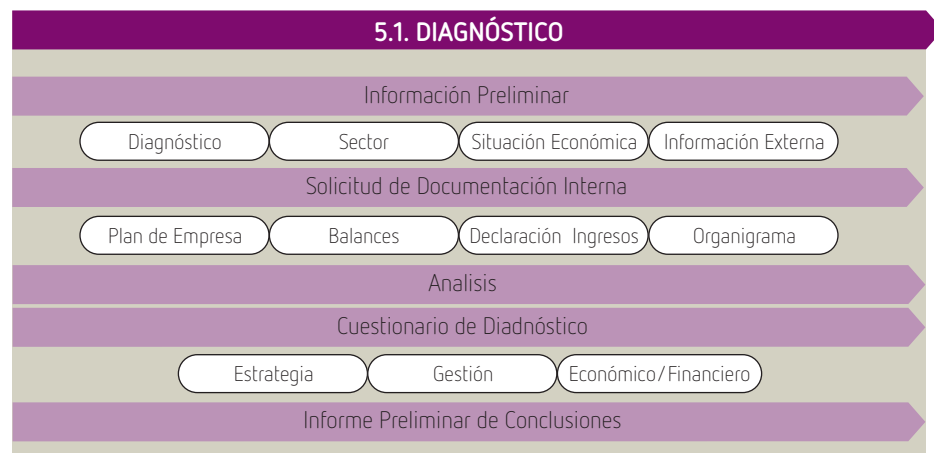 5.1. DIAGNÓSTICO
Información Preliminar
Diagnóstico Sector Situación Económica Información Externa
Solicitud de Documentación Interna
Plan de Empresa Balances Declaración Ingresos Organigrama
Analisis
Cuestionario de Diadnóstico
Estrategia Gestión Económico/Financiero
Informe Preliminar de Conclusiones